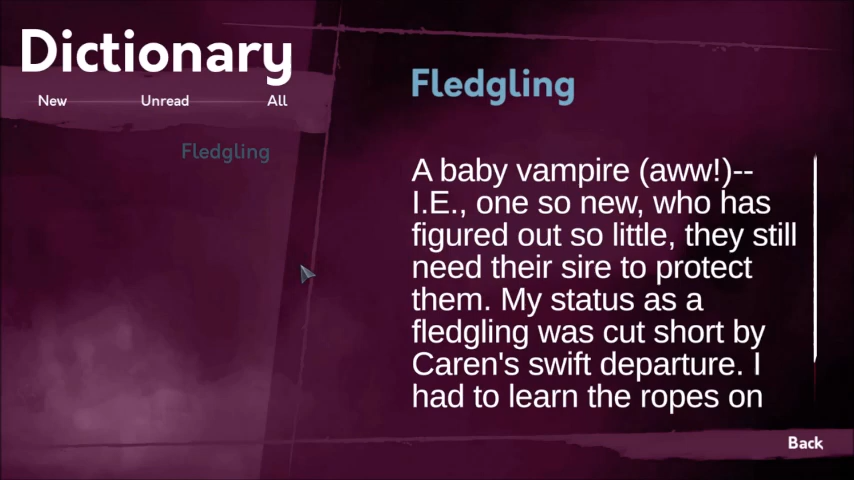 Dictionary
New Unread All
Fledgling
Fledgling
A baby vampire (aww!)--
I.E., one so new, who has
figured out so little, they still
need their sire to protect
them. My status as a
fledgling was cut short by
Caren's swift departure. I
had to learn the ropes on
Back